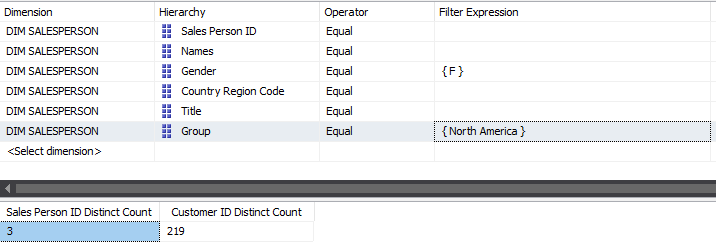 Dimension Hierarchy Operator Filter Expression
DIM SALESPERSON Sales Person ID Equal
DIM SALESPERSON Names Equal
DIM SALESPERSON Gender Equal { F }
DIM SALESPERSON Country Region Code Equal
DIM SALESPERSON Title Equal
DIM SALESPERSON Group Equal { North America }
<Select dimension>
Sales Person ID Distinct Count Customer ID Distinct Count
3 219